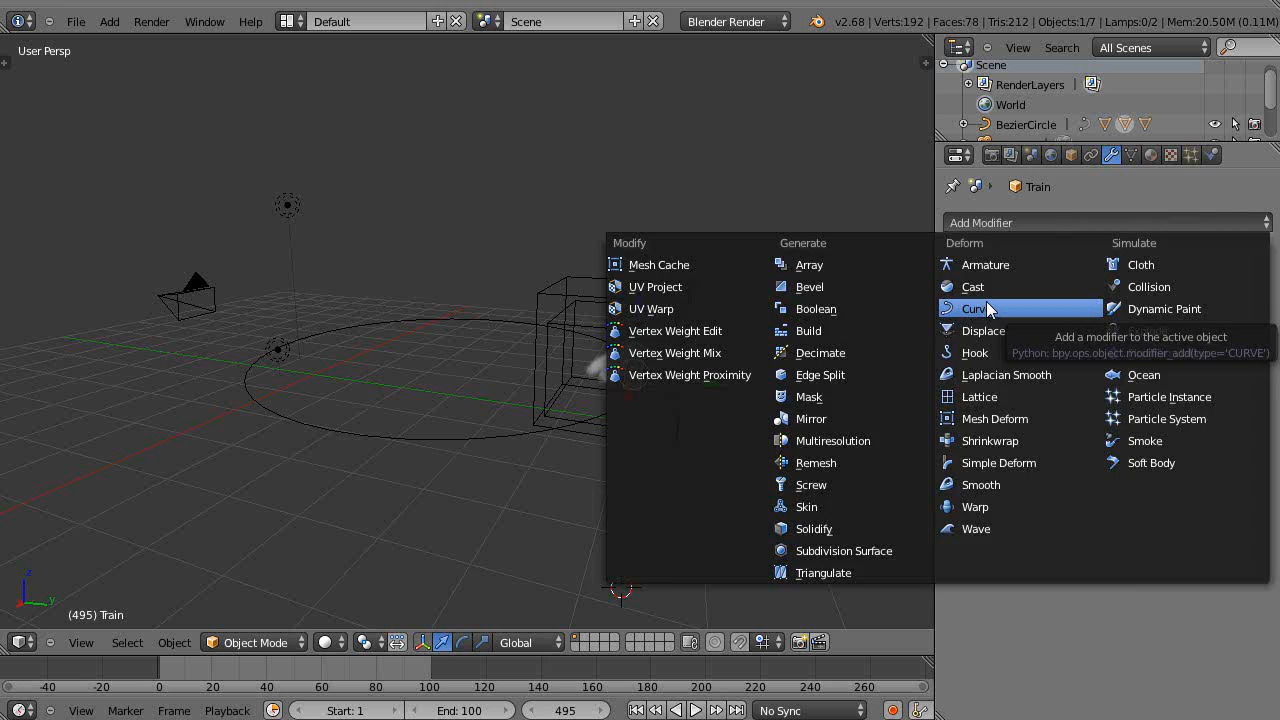 File Add Render Window Help Default Scene Blender Render v2.68 | Verts:192 | Faces:78 | Tris:212 | Objects:1/7 | Lamps:0/2 | Mem:20.50M (0.11M)
User Persp
View Search All Scenes
Scene
RenderLayers
World
BezierCircle
Train
Add Modifier
Modify Generate Deform Simulate
Mesh Cache Array Armature Cloth
UV Project Bevel Cast Collision
UV Warp Boolean Curve Dynamic Paint
Vertex Weight Edit Build Displace
Add a modifier to the active object
Vertex Weight Mix Decimate Hook
Python: bpy.ops.object.modifier_add(type='CURVE')
Vertex Weight Proximity Edge Split Laplacian Smooth Ocean
Mask Lattice Particle Instance
Mirror Mesh Deform Particle System
Multiresolution Shrinkwrap Smoke
Remesh Simple Deform Soft Body
Screw Smooth
Skin Warp
Solidify Wave
Subdivision Surface
Triangulate
z
y
(495) Train
View Select Object Object Mode Global
-40 -20 0 20 40 60 80 100 120 140 160 180 200 220 240 260
View Marker Frame Playback Start: 1 End: 100 495 No Sync